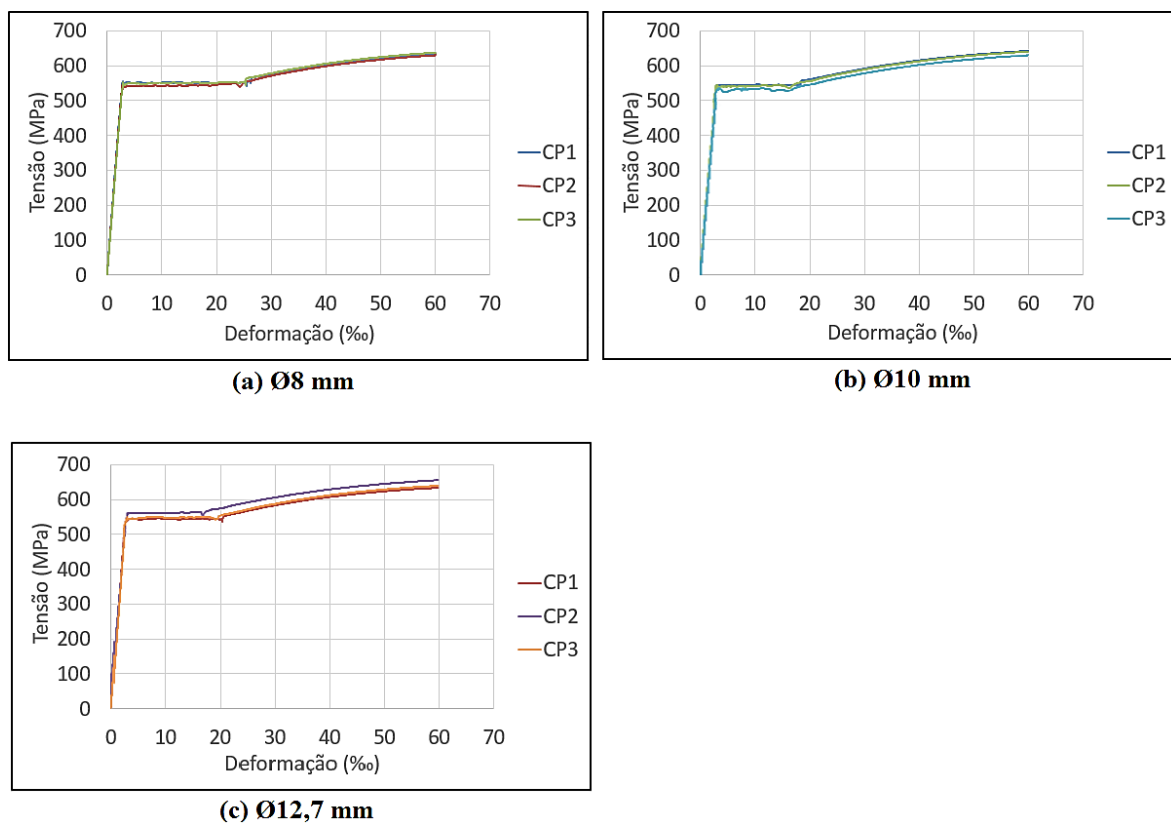 700
600
500
400
300
200
100
0
Tensão (MPa)
0 10 20 30 40 50 60 70
Deformação (‰)
CP1
CP2
CP3
(a) Ø8 mm
700
600
500
400
300
200
100
0
Tensão (MPa)
0 10 20 30 40 50 60 70
Deformação (‰)
CP1
CP2
CP3
(b) Ø10 mm
700
600
500
400
300
200
100
0
Tensão (MPa)
0 10 20 30 40 50 60 70
Deformação (‰)
CP1
CP2
CP3
(c) Ø12,7 mm